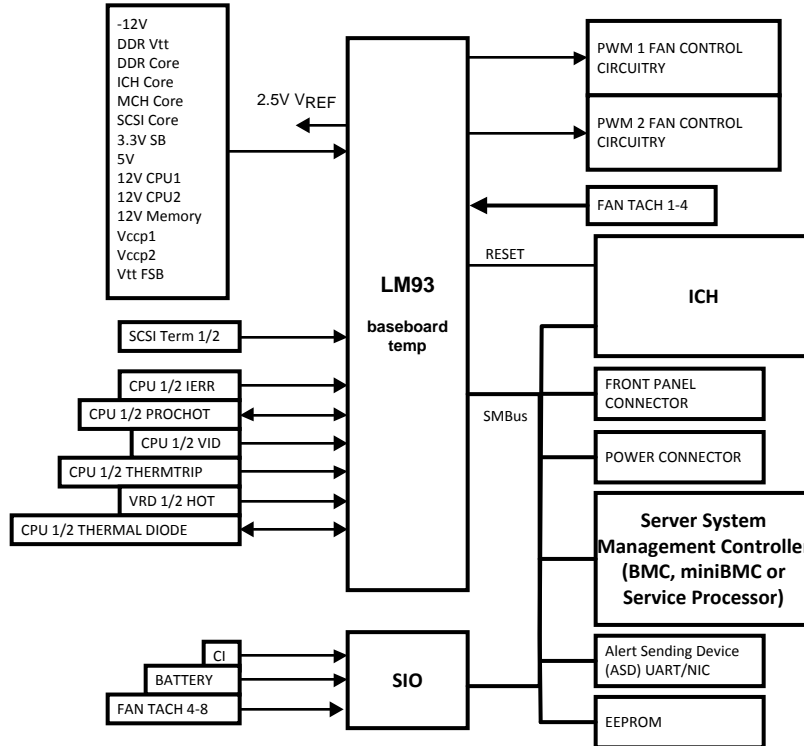 -12V
DDR Vtt
DDR Core
ICH Core
MCH Core
SCSI Core
3.3V SB
5V
12V CPU1
12V CPU2
12V Memory
Vccp1
Vccp2
Vtt FSB
2.5V VREF
SCSI Term 1/2
CPU 1/2 IERR
CPU 1/2 PROCHOT
CPU 1/2 VID
CPU 1/2 THERMTRIP
VRD 1/2 HOT
CPU 1/2 THERMAL DIODE
LM93
baseboard
temp
PWM 1 FAN CONTROL
CIRCUITRY
PWM 2 FAN CONTROL
CIRCUITRY
FAN TACH 1-4
RESET
ICH
SMBus
FRONT PANEL
CONNECTOR
POWER CONNECTOR
Server System
Management Controller
(BMC, miniBMC or
Service Processor)
CI
BATTERY
FAN TACH 4-8
SIO
Alert Sending Device
(ASD) UART/NIC
EEPROM